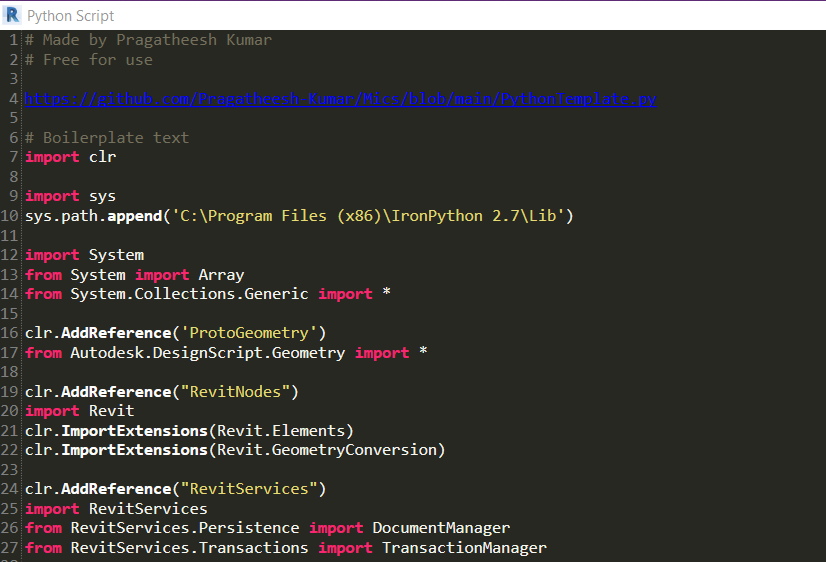 R Python Script
1 # Made by Pragatheesh Kumar
2 # Free for use
3
4 https://github.com/Pragatheesh-Kumar/Mics/blob/main/PythonTemplate.py
5
6 # Boilerplate text
7 import clr
8
9 import sys
10 sys.path.append('C:\Program Files (x86)\IronPython 2.7\Lib')
11
12 import System
13 from System import Array
14 from System.Collections.Generic import *
15
16 clr.AddReference('ProtoGeometry')
17 from Autodesk.DesignScript.Geometry import *
18
19 clr.AddReference("RevitNodes")
20 import Revit
21 clr.ImportExtensions(Revit.Elements)
22 clr.ImportExtensions(Revit.GeometryConversion)
23
24 clr.AddReference("RevitServices")
25 import RevitServices
26 from RevitServices.Persistence import DocumentManager
27 from RevitServices.Transactions import TransactionManager